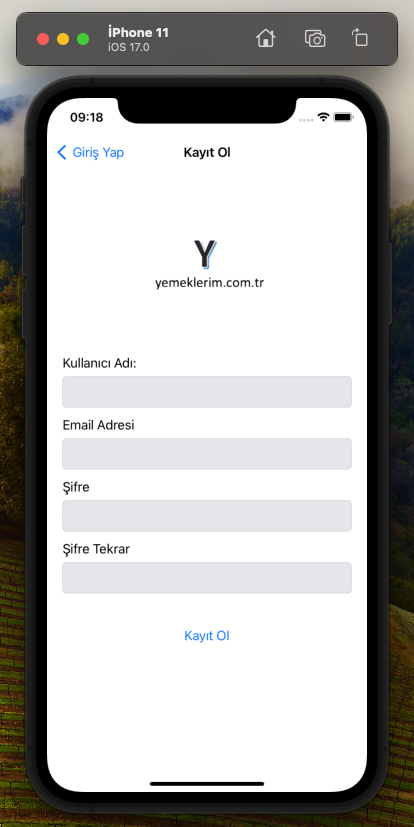 iPhone 11
iOS 17.0
09:18
Giriş Yap
Kayıt Ol
Y
yemeklerim.com.tr
Kullanıcı Adı:
Email Adresi
Şifre
Şifre Tekrar
Kayıt Ol